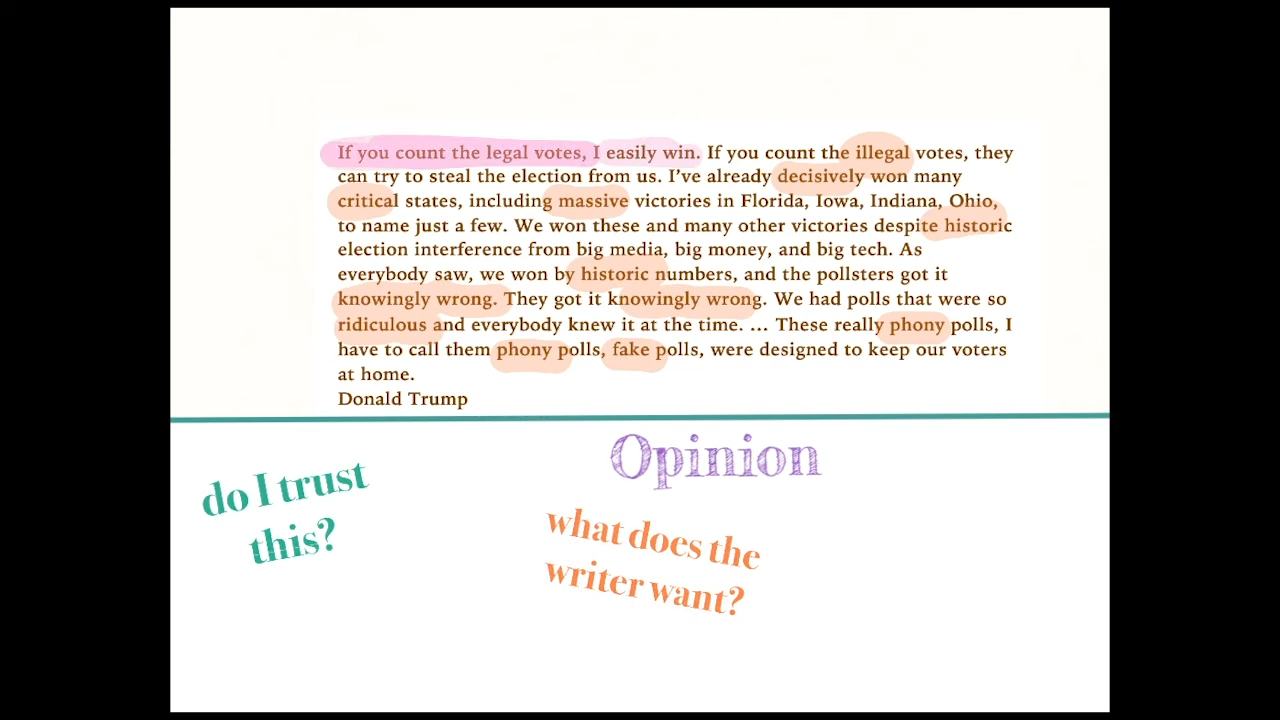 If you count the legal votes, I easily win. If you count the illegal votes, they
can try to steal the election from us. I've already decisively won many
critical states, including massive victories in Florida, Iowa, Indiana, Ohio,
to name just a few. We won these and many other victories despite historic
election interference from big media, big money, and big tech. As
everybody saw, we won by historic numbers, and the pollsters got it
knowingly wrong. They got it knowingly wrong. We had polls that were so
ridiculous and everybody knew it at the time. ... These really phony polls, I
have to call them phony polls, fake polls, were designed to keep our voters
at home.
Donald Trump
Opinion
do I trust
this?
what does the
writer want?